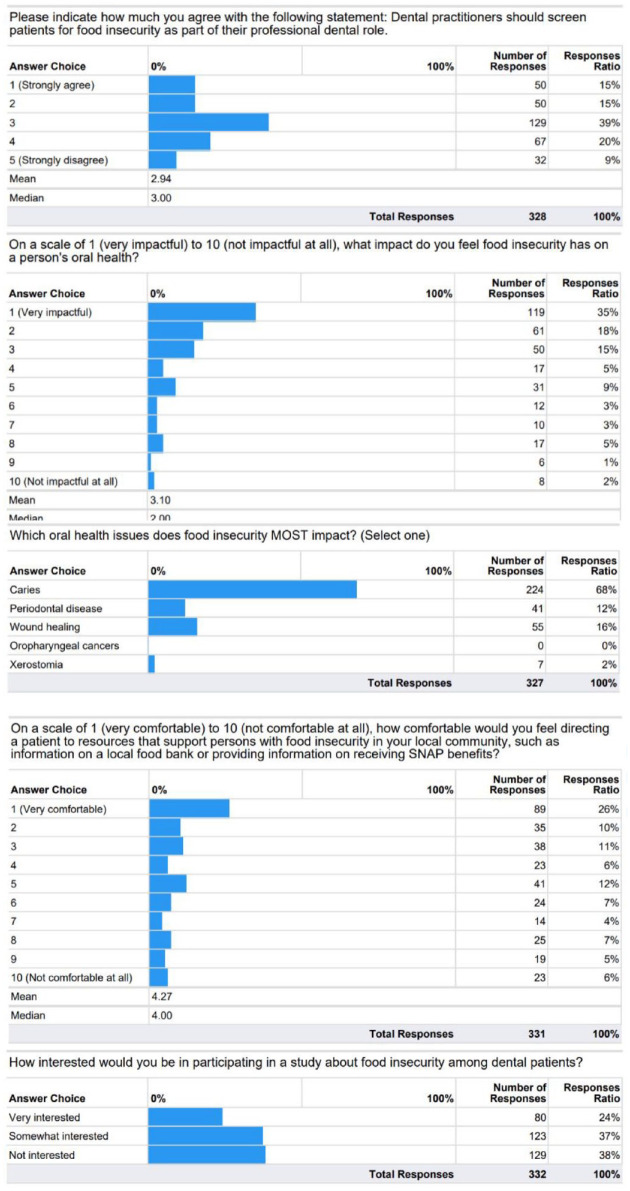 Please indicate how much you agree with the following statement: Dental practitioners should screen
patients for food insecurity as part of their professional dental role.
Answer Choice 0% 100% Number of Responses Responses Ratio
1 (Strongly agree) 50 15%
2 50 15%
3 129 39%
4 67 20%
5 (Strongly disagree) 32 9%
Mean 2.94
Median 3.00
Total Responses 328 100%
On a scale of 1 (very impactful) to 10 (not impactful at all), what impact do you feel food insecurity has on
a person's oral health?
Answer Choice 0% 100% Number of Responses Responses Ratio
1 (Very impactful) 119 35%
2 61 18%
3 50 15%
4 17 5%
5 31 9%
6 12 3%
7 10 3%
8 17 5%
9 6 1%
10 (Not impactful at all) 8 2%
Mean 3.10
Median 2.00
Which oral health issues does food insecurity MOST impact? (Select one)
Answer Choice 0% 100% Number of Responses Responses Ratio
Caries 224 68%
Periodontal disease 41 12%
Wound healing 55 16%
Oropharyngeal cancers 0 0%
Xerostomia 7 2%
Total Responses 327 100%
On a scale of 1 (very comfortable) to 10 (not comfortable at all), how comfortable would you feel directing
a patient to resources that support persons with food insecurity in your local community, such as
information on a local food bank or providing information on receiving SNAP benefits?
Answer Choice 0% 100% Number of Responses Responses Ratio
1 (Very comfortable) 89 26%
2 35 10%
3 38 11%
4 23 6%
5 41 12%
6 24 7%
7 14 4%
8 25 7%
9 19 5%
10 (Not comfortable at all) 23 6%
Mean 4.27
Median 4.00
Total Responses 331 100%
How interested would you be in participating in a study about food insecurity among dental patients?
Answer Choice 0% 100% Number of Responses Responses Ratio
Very interested 80 24%
Somewhat interested 123 37%
Not interested 129 38%
Total Responses 332 100%